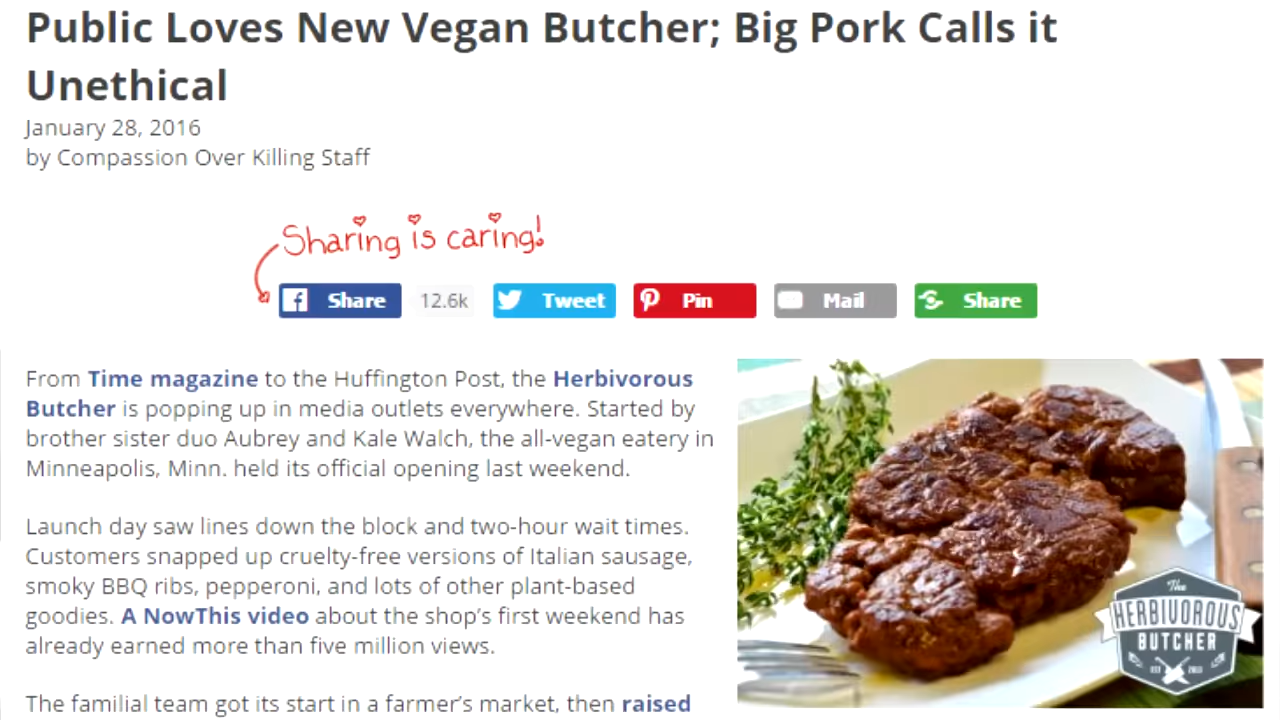 Public Loves New Vegan Butcher; Big Pork Calls it
Unethical
January 28, 2016
by Compassion Over Killing Staff
Sharing is caring!
Share
12.6k
Tweet
Pin
Mail
Share
From Time magazine to the Huffington Post, the Herbivorous
Butcher is popping up in media outlets everywhere. Started by
brother sister duo Aubrey and Kale Walch, the all-vegan eatery in
Minneapolis, Minn. held its official opening last weekend.
Launch day saw lines down the block and two-hour wait times.
Customers snapped up cruelty-free versions of Italian sausage,
smoky BBQ ribs, pepperoni, and lots of other plant-based
goodies. A NowThis video about the shop's first weekend has
already earned more than five million views.
The familial team got its start in a farmer's market, then raised
The
HERBIVOROUS
BUTCHER